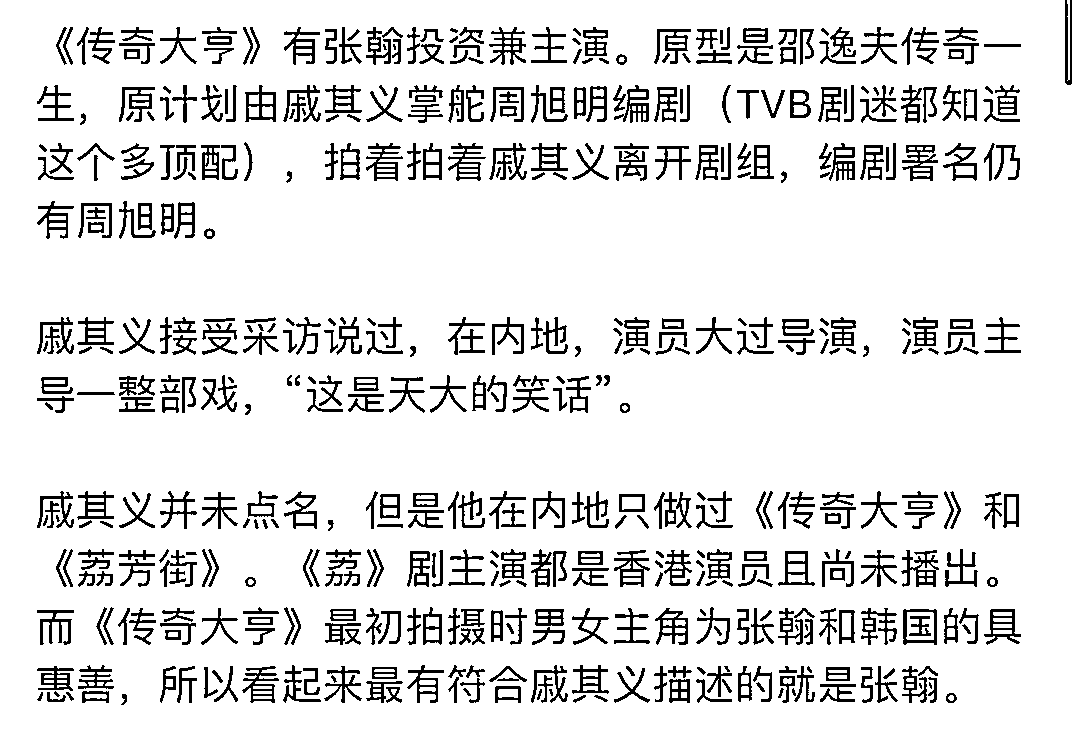 《传奇大亨》有张翰投资兼主演。原型是邵逸夫传奇一
生，原计划由戚其义掌舵周旭明编剧（TVB剧迷都知道
这个多顶配），拍着拍着戚其义离开剧组，编剧署名仍
有周旭明。
戚其义接受采访说过，在内地，演员大过导演，演员主
导一整部戏，“这是天大的笑话”。
戚其义并未点名，但是他在内地只做过《传奇大亨》和
《荔芳街》。《荔》剧主演都是香港演员且尚未播出。
而《传奇大亨》最初拍摄时男女主角为张翰和韩国的具
惠善，所以看起来最有符合戚其义描述的就是张翰。